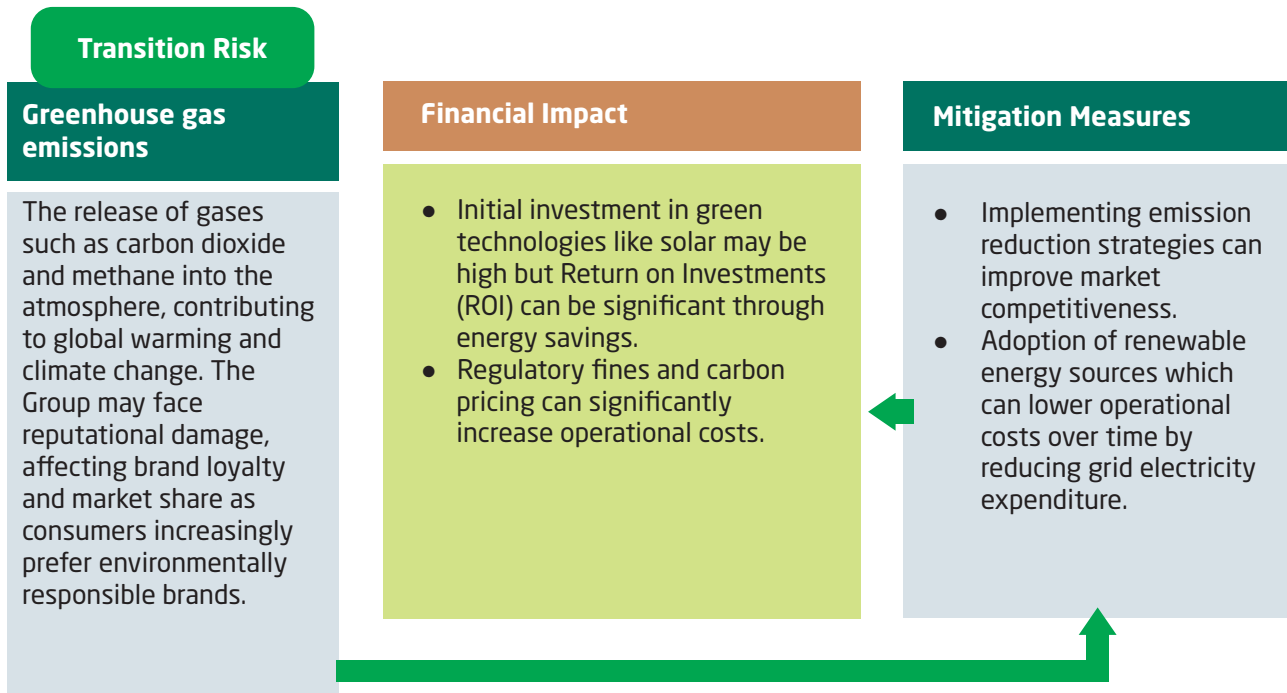 Transition Risk
Greenhouse gas
emissions
The release of gases
such as carbon dioxide
and methane into the
atmosphere, contributing
to global warming and
climate change. The
Group may face
reputational damage,
affecting brand loyalty
and market share as
consumers increasingly
prefer environmentally
responsible brands.
Financial Impact
● Initial investment in green
technologies like solar may be
high but Return on Investments
(ROI) can be significant through
energy savings.
● Regulatory fines and carbon
pricing can significantly
increase operational costs.
Mitigation Measures
● Implementing emission
reduction strategies can
improve market
competitiveness.
● Adoption of renewable
energy sources which
can lower operational
costs over time by
reducing grid electricity
expenditure.